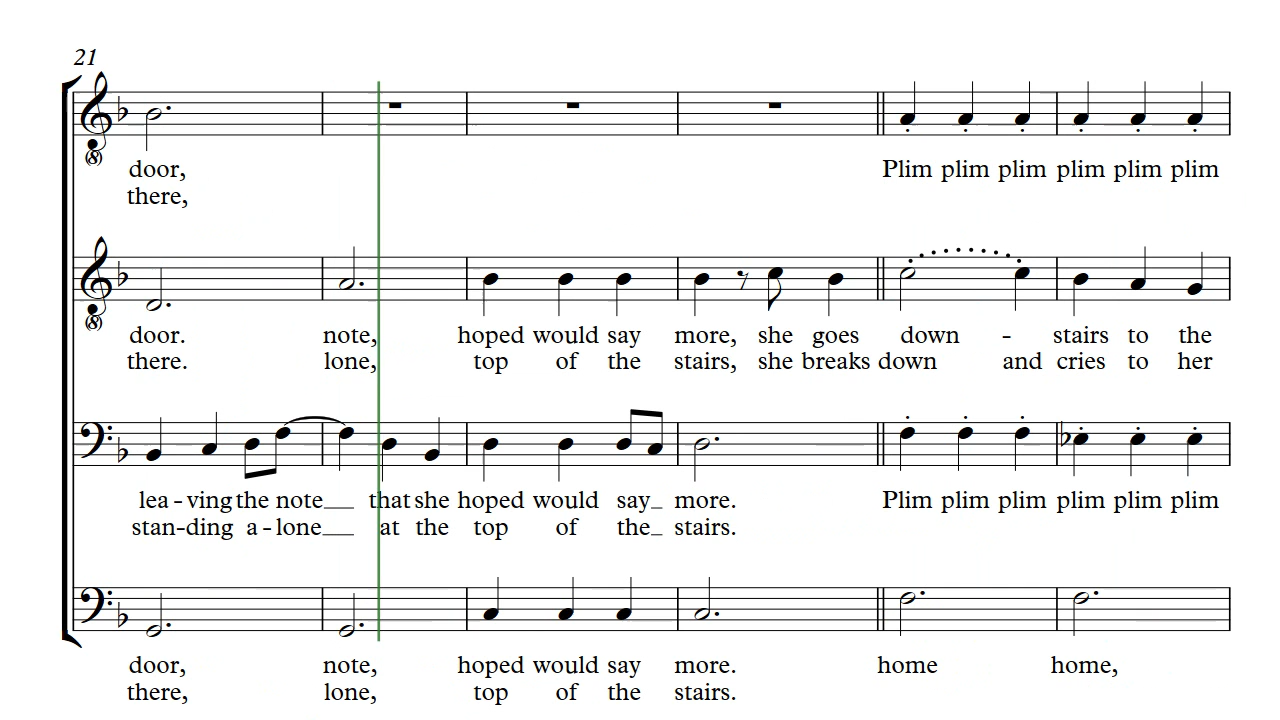 21
door, Plim plim plim plim plim plim
there,
door. note, hoped would say more, she goes down - stairs to the
there. lone, top of the stairs, she breaks down and cries to her
lea - ving the note__ that she hoped would say_ more. Plim plim plim plim plim plim
stan-ding a - lone__ at the top of the_ stairs.
door, note, hoped would say more. home home,
there, lone, top of the stairs.